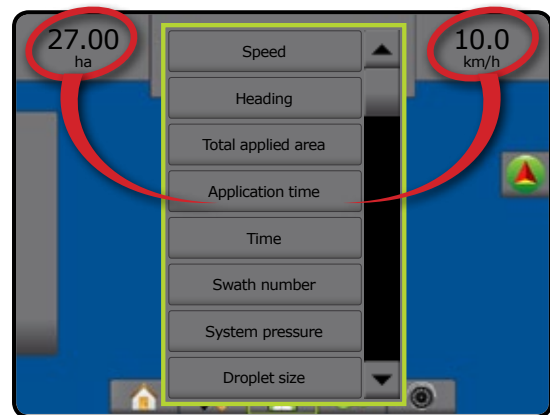 27.00
ha
10.0
km/h
Speed
Heading
Total applied area
Application time
Time
Swath number
System pressure
Droplet size